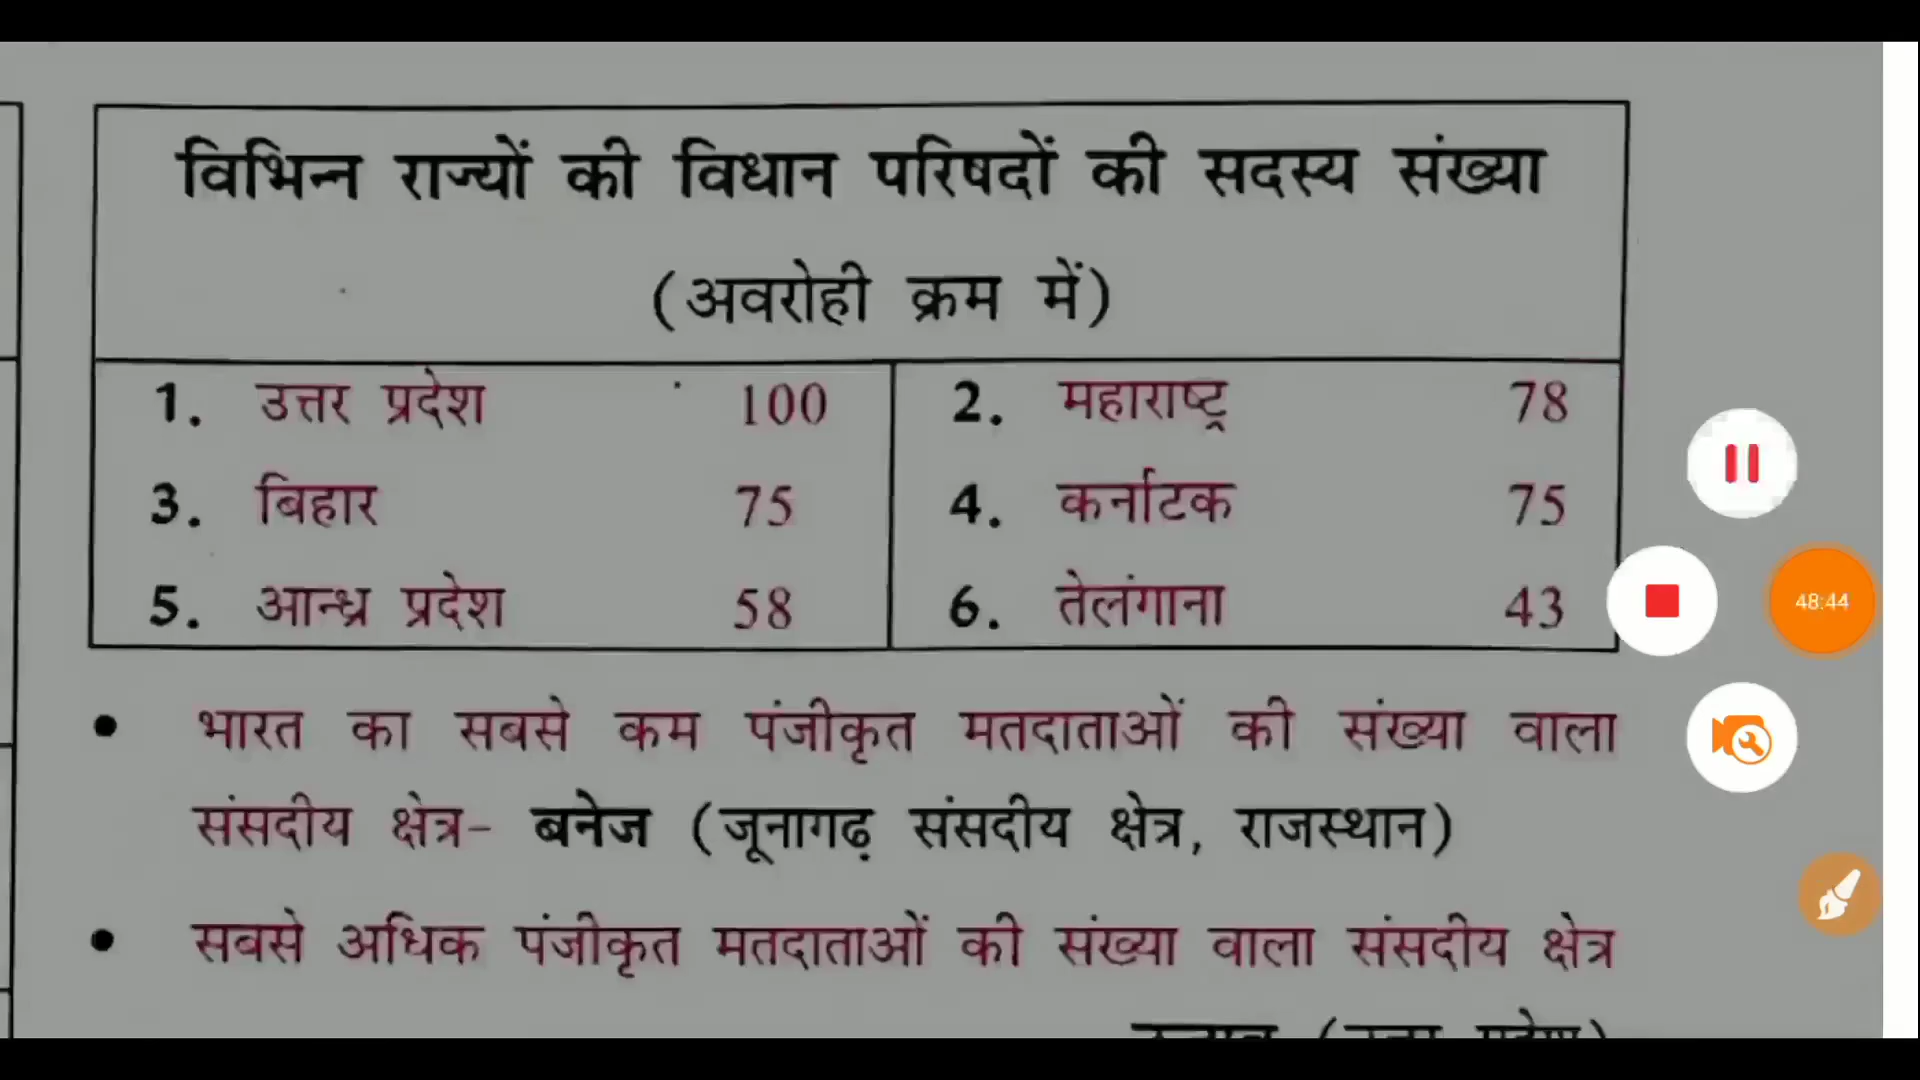 विभिन्न राज्यों की विधान परिषदों की सदस्य संख्या
(अवरोही क्रम में)
1. उत्तर प्रदेश 100 2. महाराष्ट्र 78
3. बिहार 75 4. कर्नाटक 75
5. आन्ध्र प्रदेश 58 6. तेलंगाना 43
48:44
• भारत का सबसे कम पंजीकृत मतदाताओं की संख्या वाला
संसदीय क्षेत्र- बनेज (जूनागढ़ संसदीय क्षेत्र, राजस्थान)
• सबसे अधिक पंजीकृत मतदाताओं की संख्या वाला संसदीय क्षेत्र